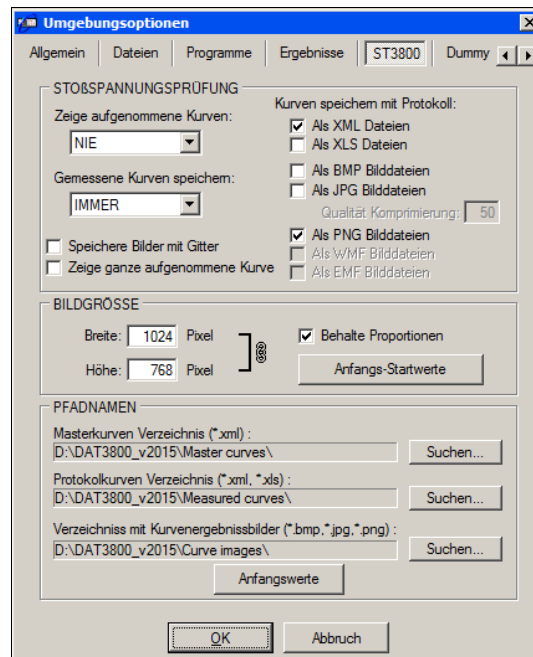 Umgebungsoptionen
Allgemein Dateien Programme Ergebnisse ST3800 Dummy
STOßSPANNUNGSPRÜFUNG
Zeige aufgenommene Kurven:
NIE
Gemessene Kurven speichern:
IMMER
Speichere Bilder mit Gitter
Zeige ganze aufgenommene Kurve
Kurven speichern mit Protokoll:
Als XML Dateien
Als XLS Dateien
Als BMP Bilddateien
Als JPG Bilddateien
Qualität Komprimierung: 50
Als PNG Bilddateien
Als WMF Bilddateien
Als EMF Bilddateien
BILDGRÖSSE
Breite: 1024 Pixel
Höhe: 768 Pixel
Behalte Proportionen
Anfangs-Startwerte
PFADNAMEN
Masterkurven Verzeichnis (*.xml) :
D:\DAT3800_v2015\Master curves\ Suchen...
Protokolkurven Verzeichnis (*.xml, *.xls) :
D:\DAT3800_v2015\Measured curves\ Suchen...
Verzeichniss mit Kurvenergebnissbilder (*.bmp,*.jpg,*.png) :
D:\DAT3800_v2015\Curve images\ Suchen...
Anfangswerte
OK Abbruch